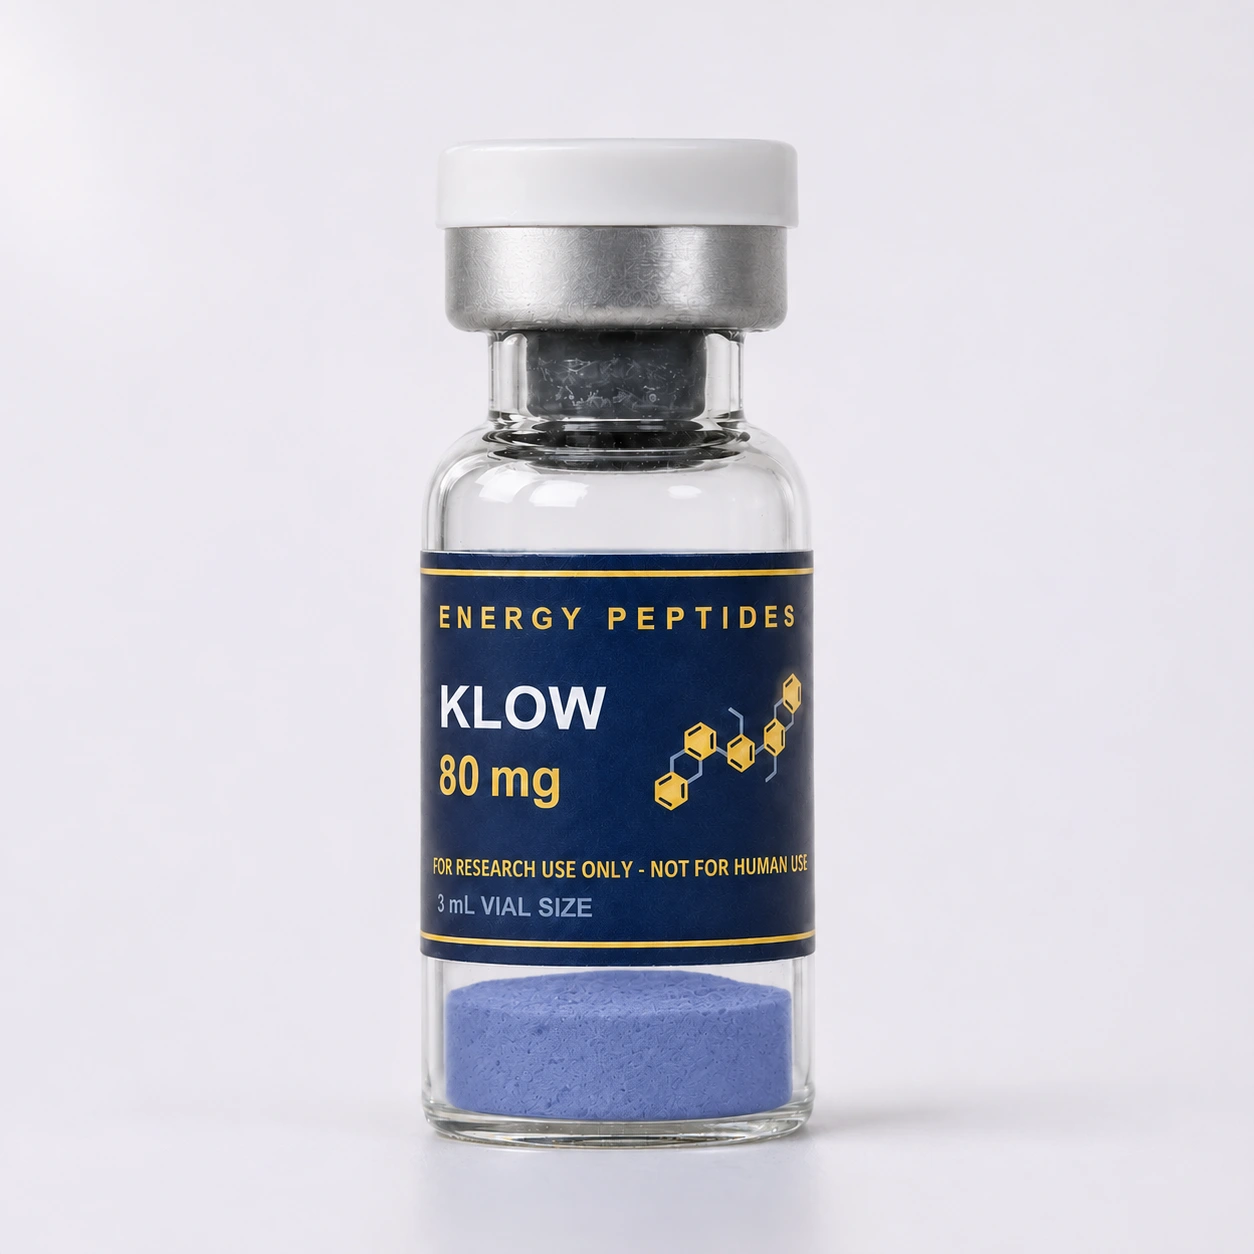 ENERGY PEPTIDES
KLOW
80 mg
FOR RESEARCH USE ONLY - NOT FOR HUMAN USE
3 mL VIAL SIZE